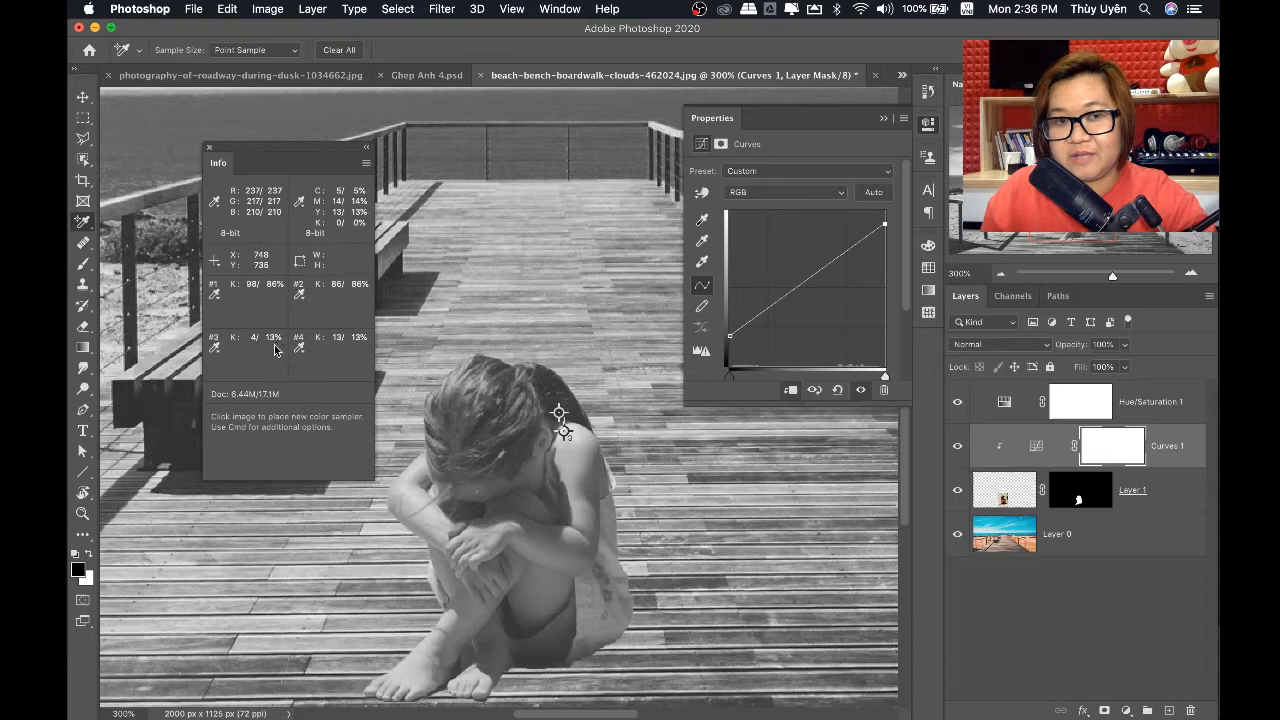 Photoshop File Edit Image Layer Type Select Filter 3D View Window Help 100% VI VNI Mon 2:36 PM Thùy Uyên
Adobe Photoshop 2020
Sample Size: Point Sample Clear All
photography-of-roadway-during-dusk-1034662.jpg Ghep Anh 4.psd beach-bench-boardwalk-clouds-462024.jpg @ 300% (Curves 1, Layer Mask/8) *
Info
R: 237/ 237 C: 5/ 5%
G: 217/ 217 M: 14/ 14%
B: 210/ 210 Y: 13/ 13%
K: 0/ 0%
8-bit 8-bit
X: 748 W:
Y: 735 H:
#1 K: 98/ 86% #2 K: 86/ 86%
#3 K: 4/ 13% #4 K: 13/ 13%
Doc: 6.44M/17.1M
Click image to place new color sampler.
Use Cmd for additional options.
Properties
Curves
Preset: Custom
RGB Auto
Na
300%
Layers Channels Paths
Kind
Normal Opacity: 100%
Lock: Fill: 100%
Hue/Saturation 1
Curves 1
Layer 1
Layer 0
3
300% 2000 px x 1125 px (72 ppi)